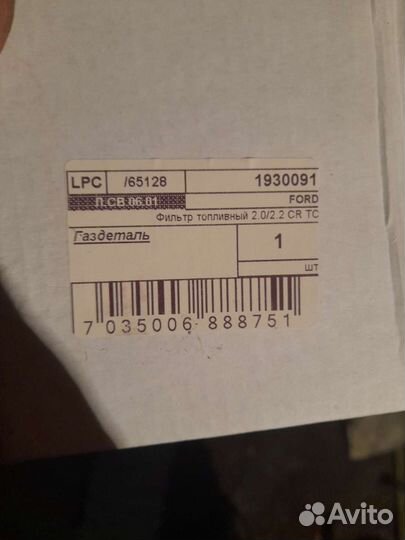 LPC /65128 1930091
П.СВ.06.01 FORD
Фильтр топливный 2.0/2.2 CR TC
Газдеталь 1
шт
7 035006 888751
Avito